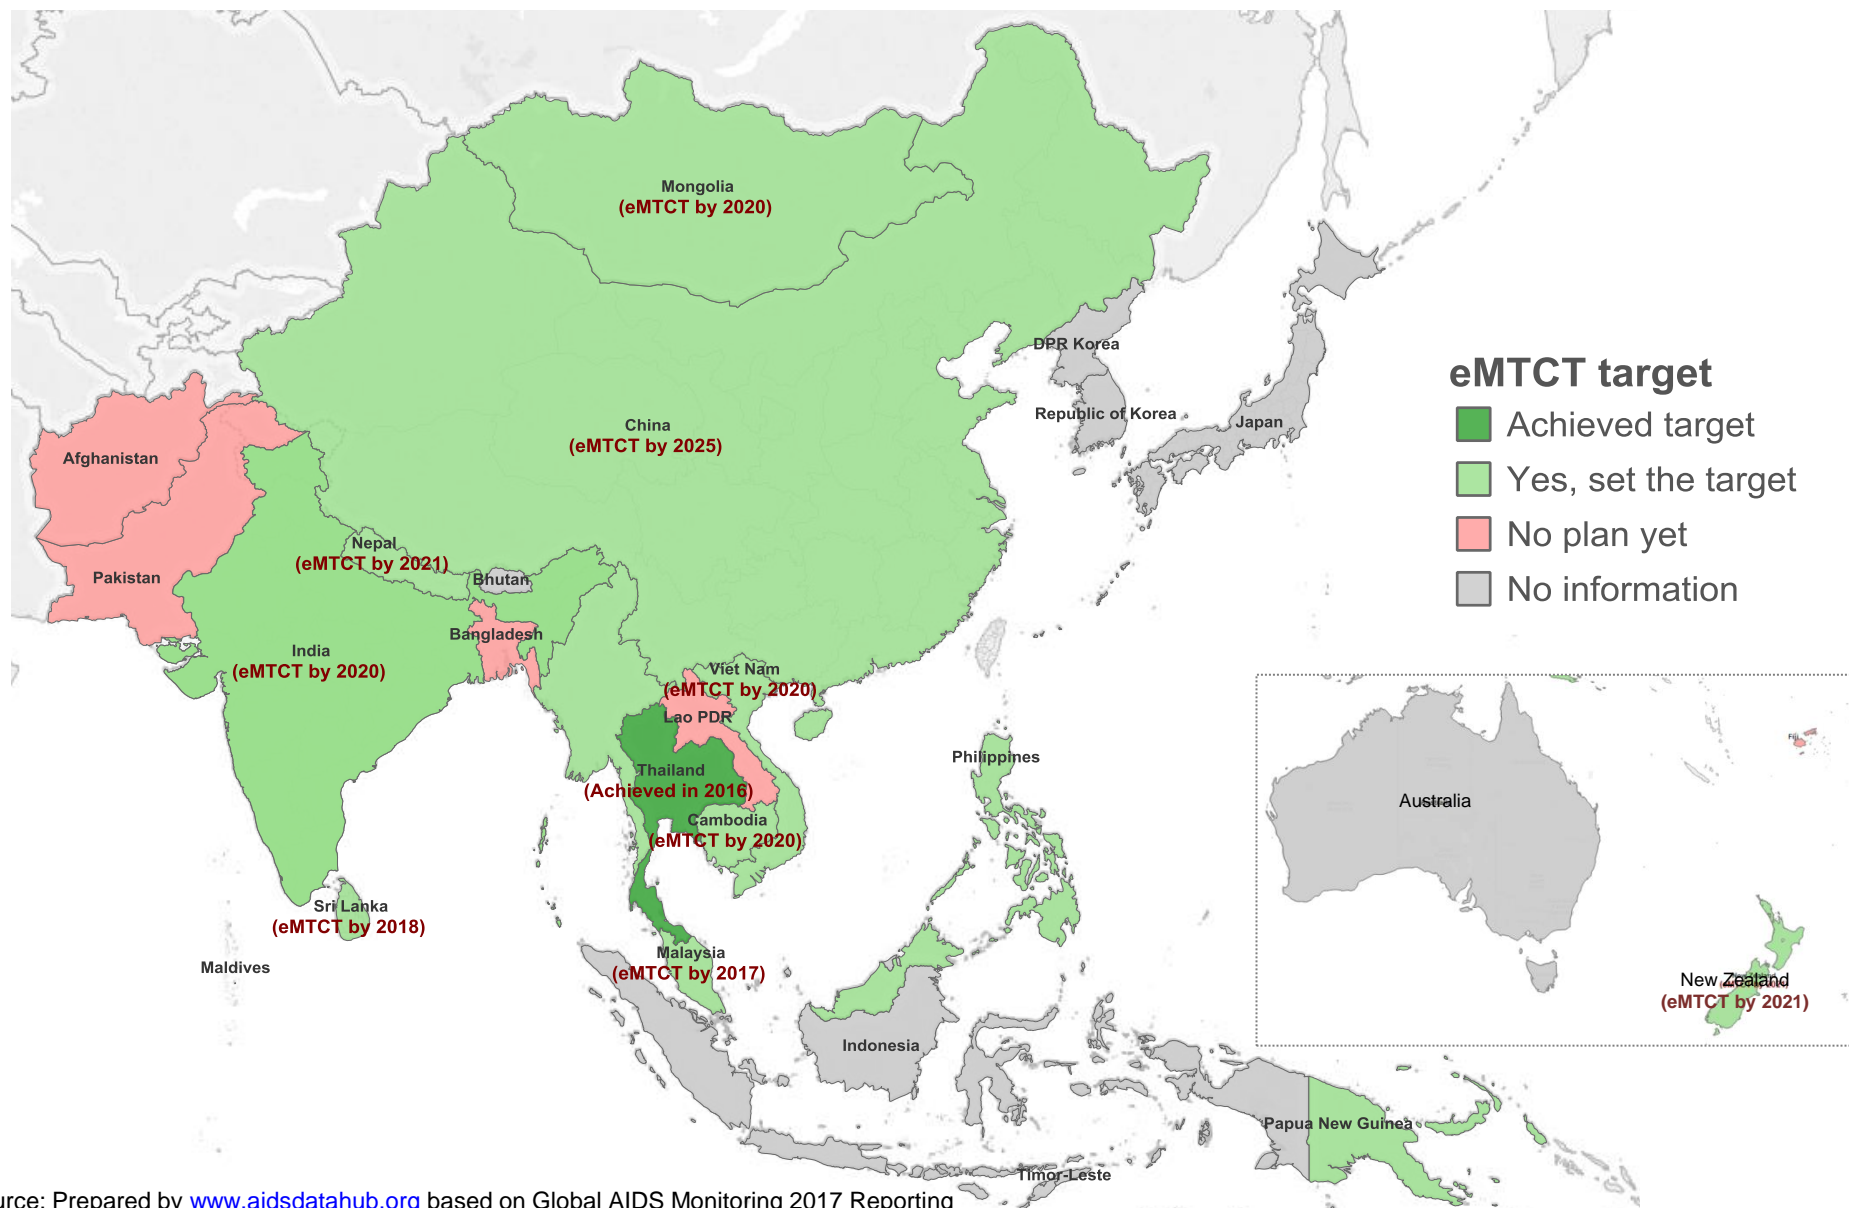 Mongolia
(eMTCT by 2020)
DPR Korea
eMTCT target
Achieved target
Yes, set the target
No plan yet
No information
Republic of Korea
Japan
China
(eMTCT by 2025)
Afghanistan
Nepal
(eMTCT by 2021)
Pakistan
Bhutan
Bangladesh
India
(eMTCT by 2020)
Viet Nam
(eMTCT by 2020)
Lao PDR
Philippines
Thailand
(Achieved in 2016)
Cambodia
(eMTCT by 2020)
Fiji
Australia
Sri Lanka
(eMTCT by 2018)
Malaysia
(eMTCT by 2017)
Maldives
New Zealand
(eMTCT by 2021)
Indonesia
Papua New Guinea
Timor-Leste
urce: Prepared by www.aidsdatahub.org based on Global AIDS Monitoring 2017 Reporting